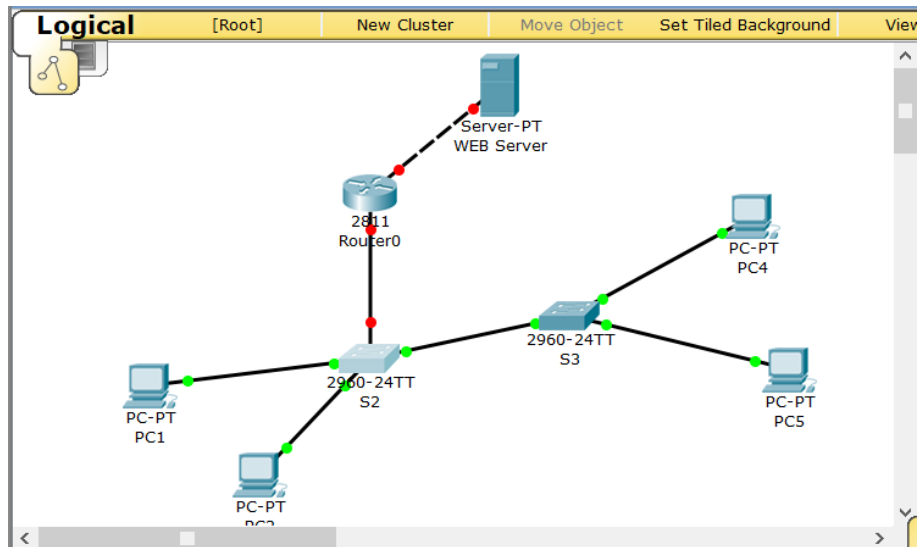 Logical [Root] New Cluster Move Object Set Tiled Background View
Server-PT
WEB Server
2811
Router0
PC-PT
PC4
2960-24TT
S3
2960-24TT
S2
PC-PT
PC1
PC-PT
PC5
PC-PT